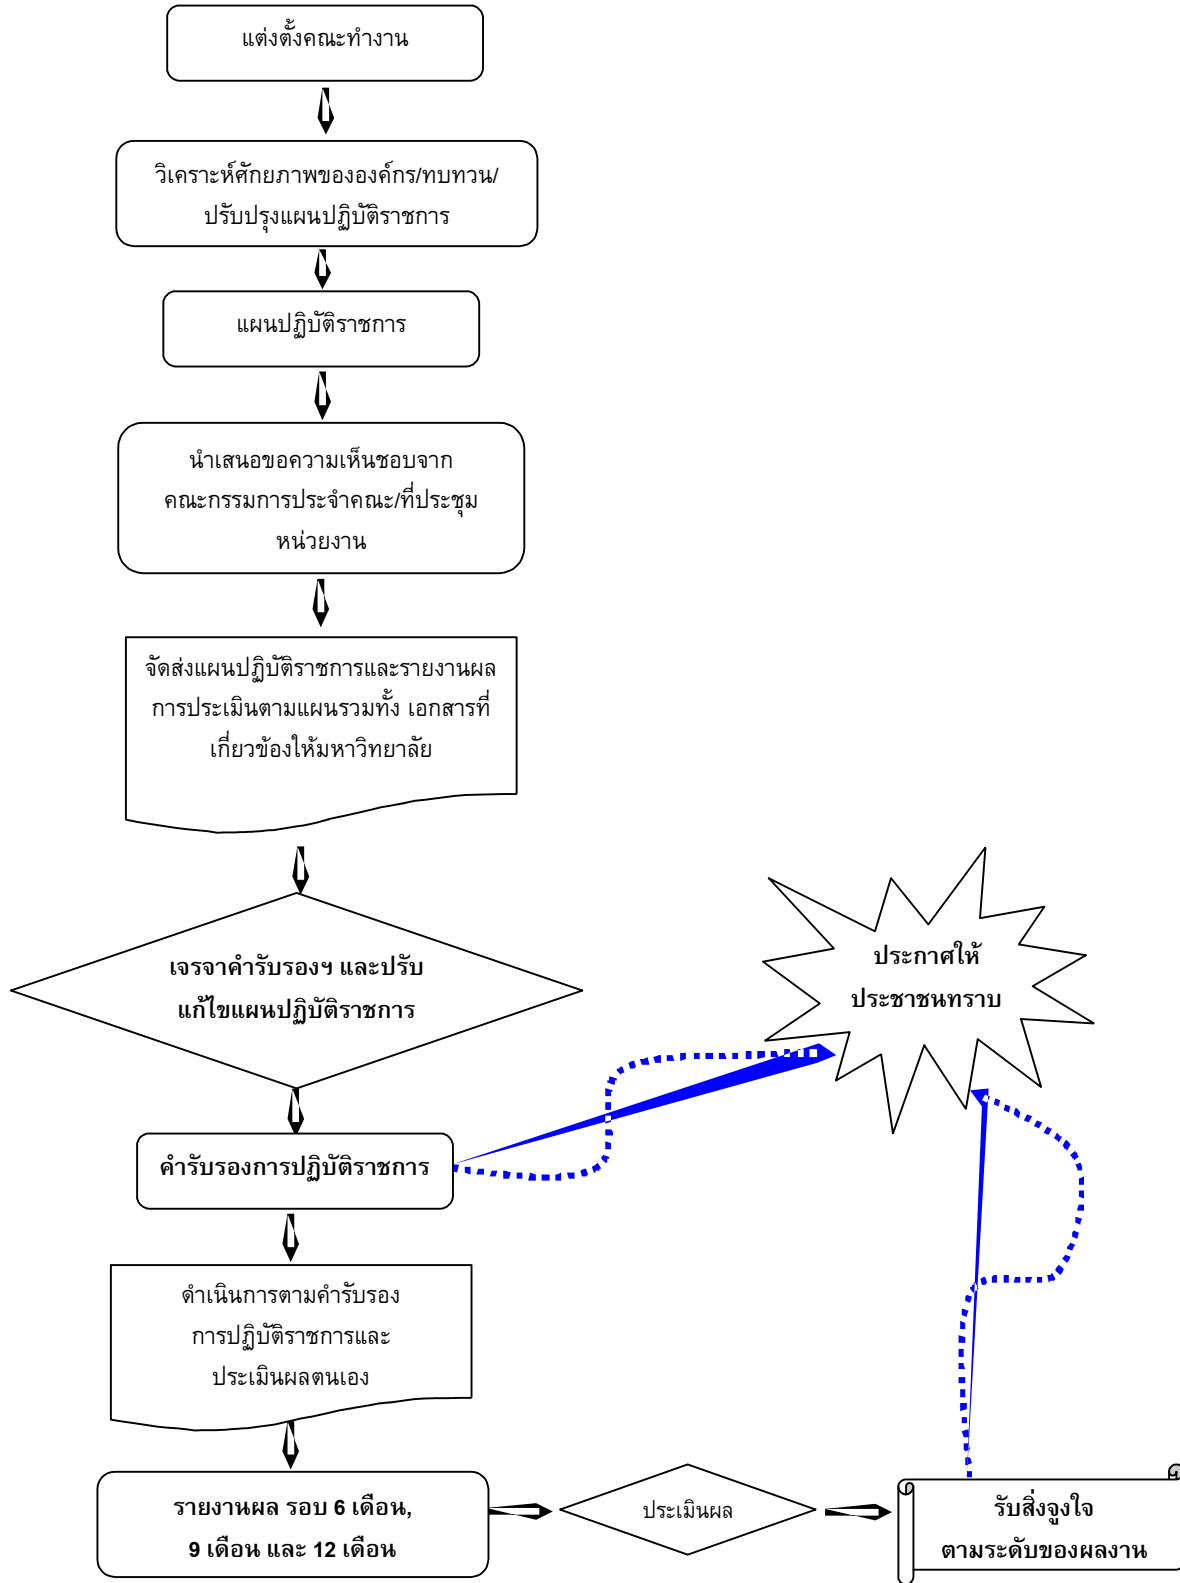 แต่งตั้งคณะทำงาน
วิเคราะห์ศักยภาพขององค์กร/ทบทวน/
ปรับปรุงแผนปฏิบัติราชการ
แผนปฏิบัติราชการ
นำเสนอขอความเห็นชอบจาก
คณะกรรมการประจำคณะ/ที่ประชุม
หน่วยงาน
จัดส่งแผนปฏิบัติราชการและรายงานผล
การประเมินตามแผนรวมทั้ง เอกสารที่
เกี่ยวข้องให้มหาวิทยาลัย
เจรจาคำรับรองฯ และปรับ
แก้ไขแผนปฏิบัติราชการ
ประกาศให้
ประชาชนทราบ
คำรับรองการปฏิบัติราชการ
ดำเนินการตามคำรับรอง
การปฏิบัติราชการและ
ประเมินผลตนเอง
รายงานผล รอบ 6 เดือน,
9 เดือน และ 12 เดือน
ประเมินผล
รับสิ่งจูงใจ
ตามระดับของผลงาน